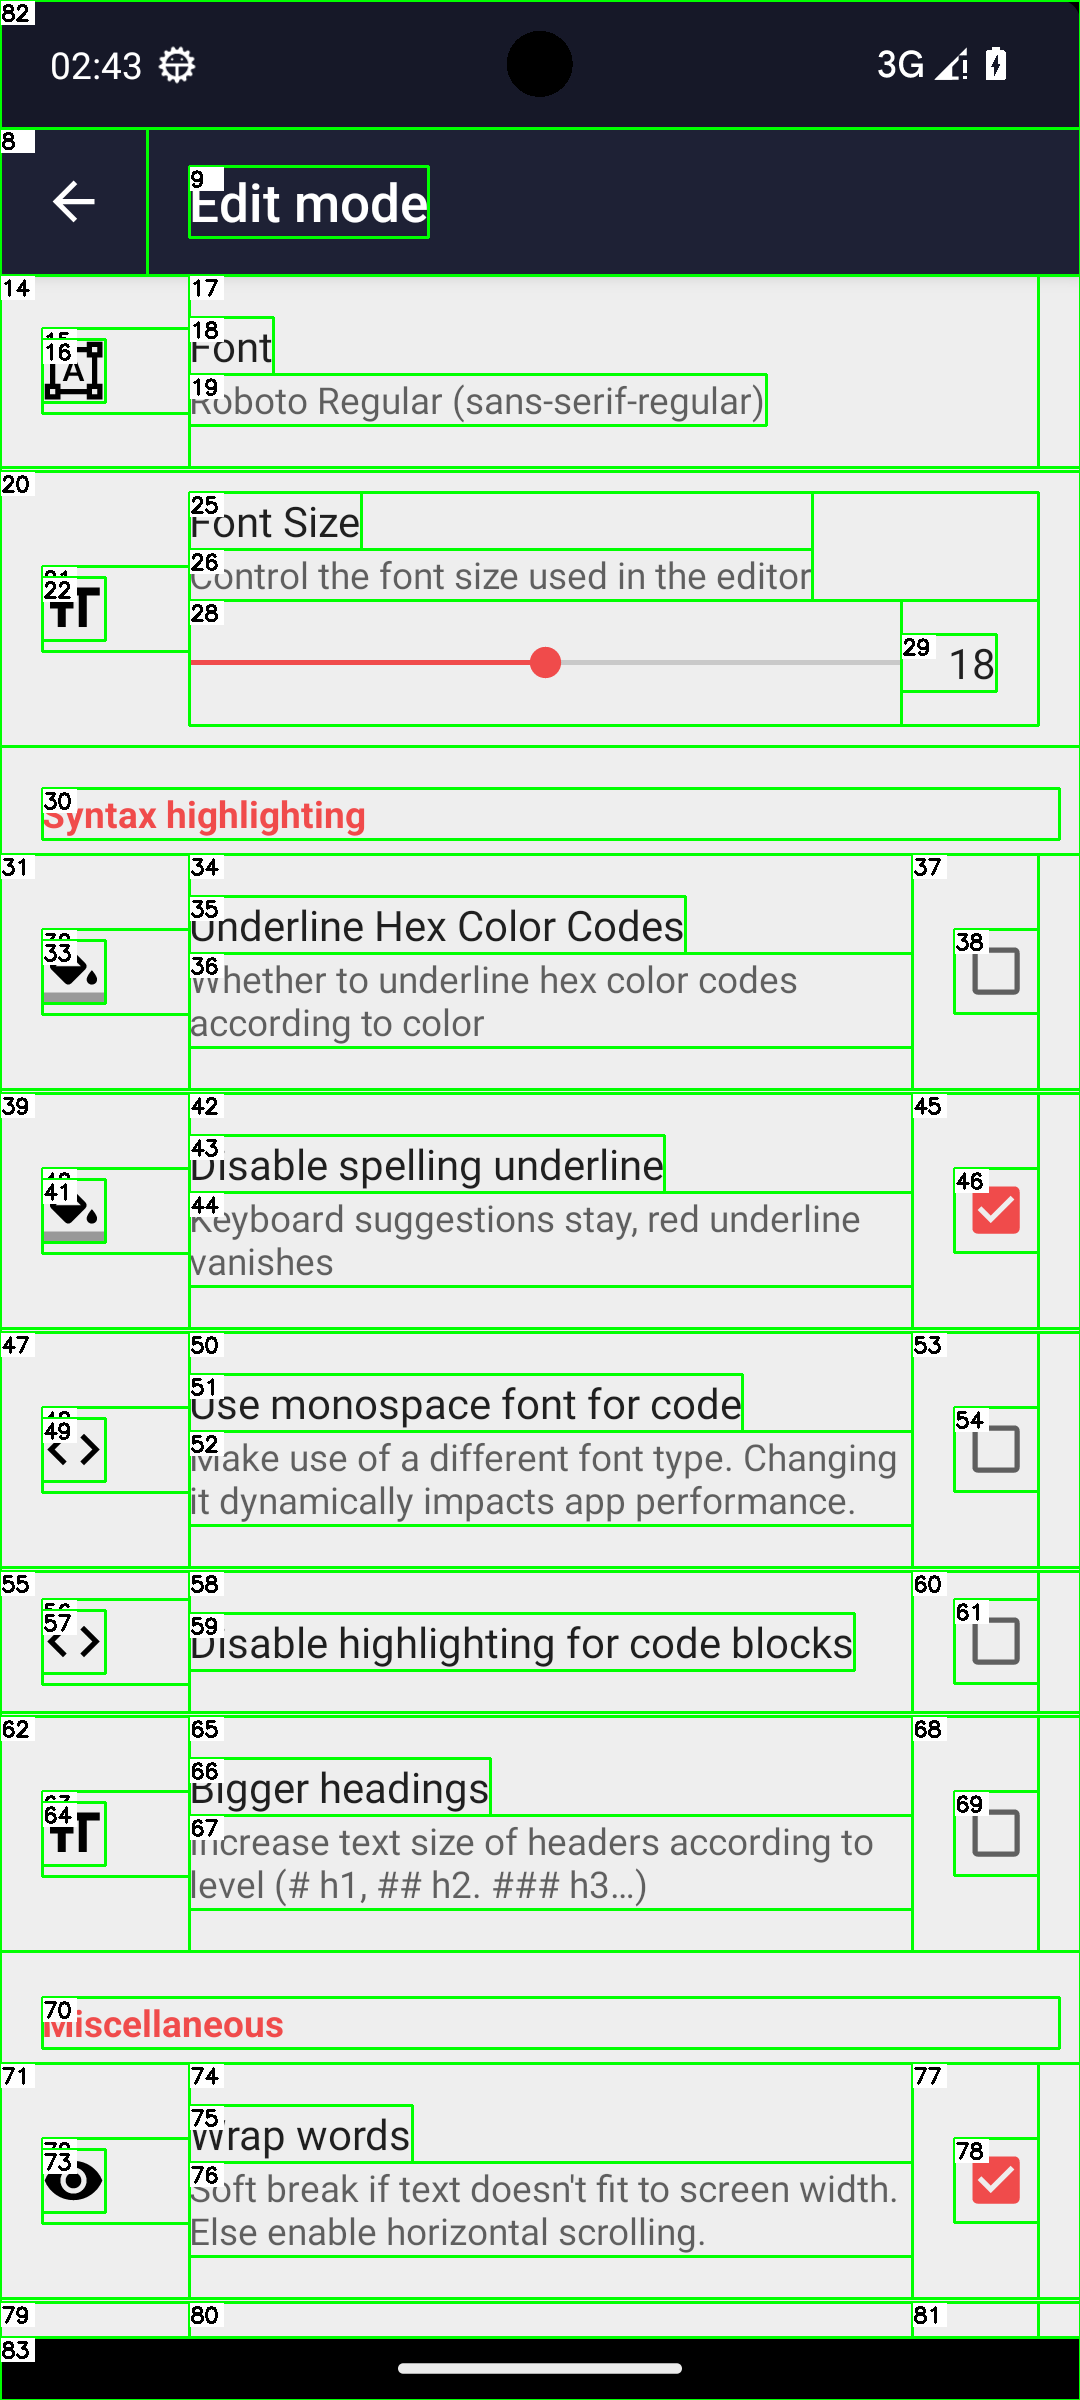 82
02:43
3G
8
9
Edit mode
14
17
16
18
Font
19
Roboto Regular (sans-serif-regular)
20
25
Font Size
26
Control the font size used in the editor
22
28
29
18
30
Syntax highlighting
31
34
37
35
Underline Hex Color Codes
33
38
36
Whether to underline hex color codes
according to color
39
42
45
43
Disable spelling underline
41
46
44
Keyboard suggestions stay, red underline
vanishes
47
50
53
51
Use monospace font for code
49
54
52
Make use of a different font type. Changing
it dynamically impacts app performance.
55
58
60
57
61
59
Disable highlighting for code blocks
62
65
68
66
Bigger headings
64
69
67
Increase text size of headers according to
level (# h1, ## h2. ### h3…)
70
Miscellaneous
71
74
77
75
Wrap words
73
78
76
Soft break if text doesn't fit to screen width.
Else enable horizontal scrolling.
79
80
81
83